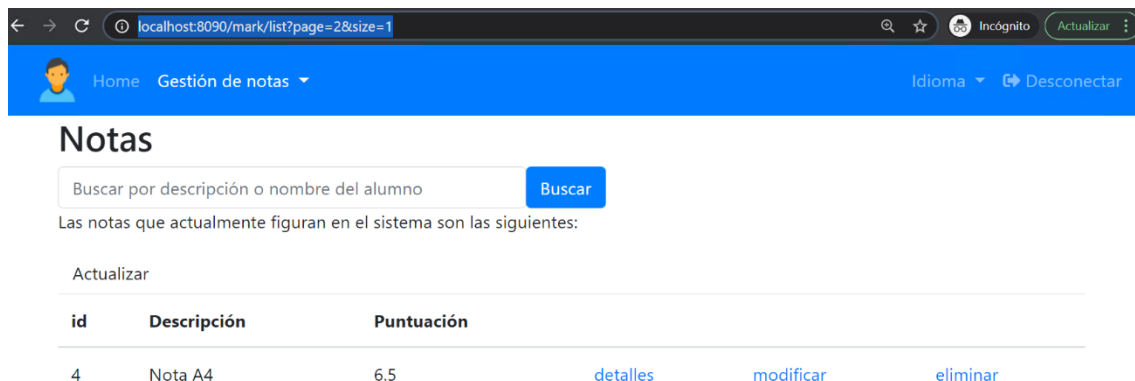 localhost:8090/mark/list?page=2&size=1 Incógnito Actualizar
Home Gestión de notas Idioma Desconectar
Notas
Buscar por descripción o nombre del alumno Buscar
Las notas que actualmente figuran en el sistema son las siguientes:
Actualizar
id Descripción Puntuación
4 Nota A4 6.5 detalles modificar eliminar